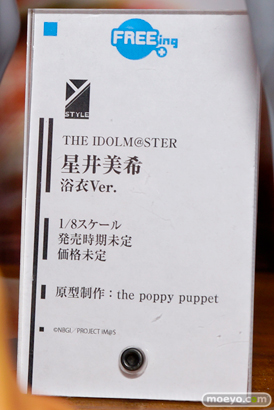 FREEing
Y STYLE
THE IDOLM@STER
星井美希
浴衣Ver.
1/8スケール
発売時期未定
価格未定
原型制作：the poppy puppet
©NBGI／PROJECT iM@S
moeyo.com